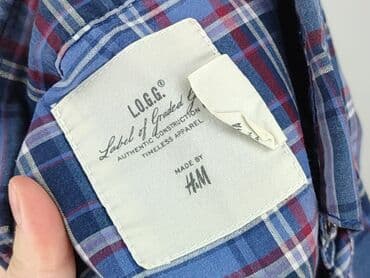 L.O.G.G.®
Label of Graded
AUTHENTIC CONSTRUCTION
TIMELESS APPAREL
MADE BY
H&M